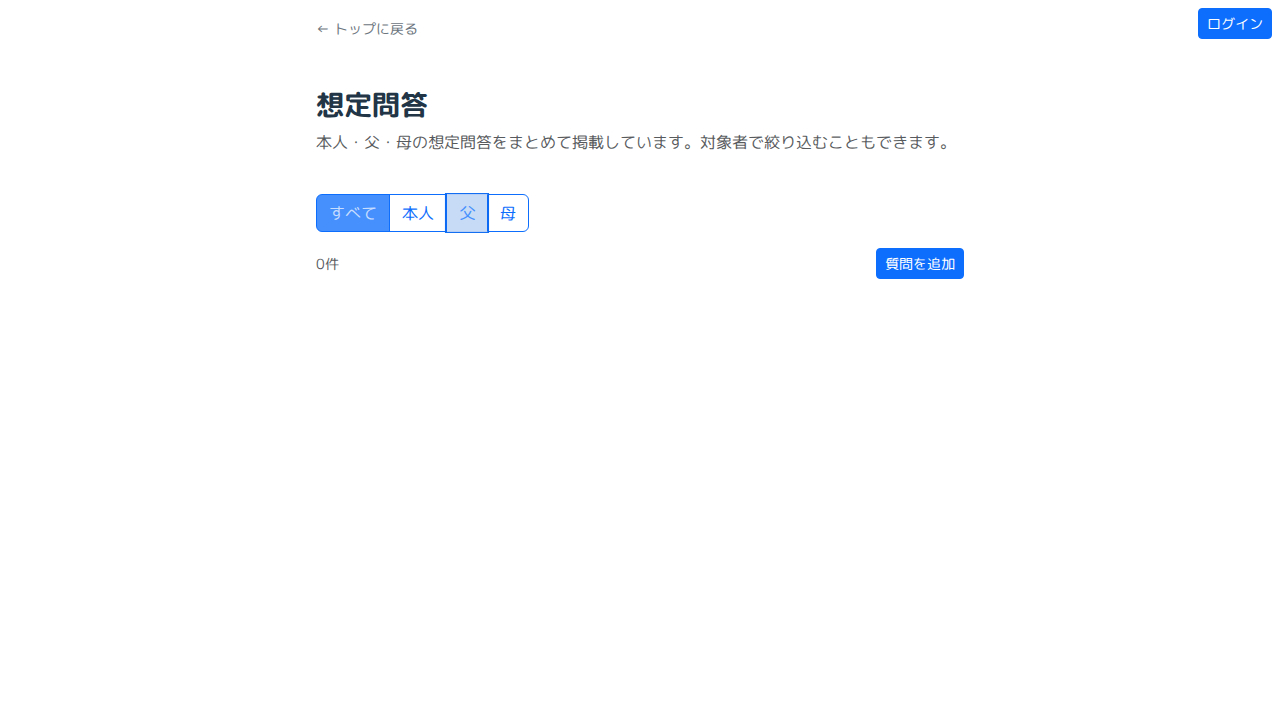 ← トップに戻る
ログイン
想定問答
本人・父・母の想定問答をまとめて掲載しています。対象者で絞り込むこともできます。
すべて 本人 父 母
0件
質問を追加